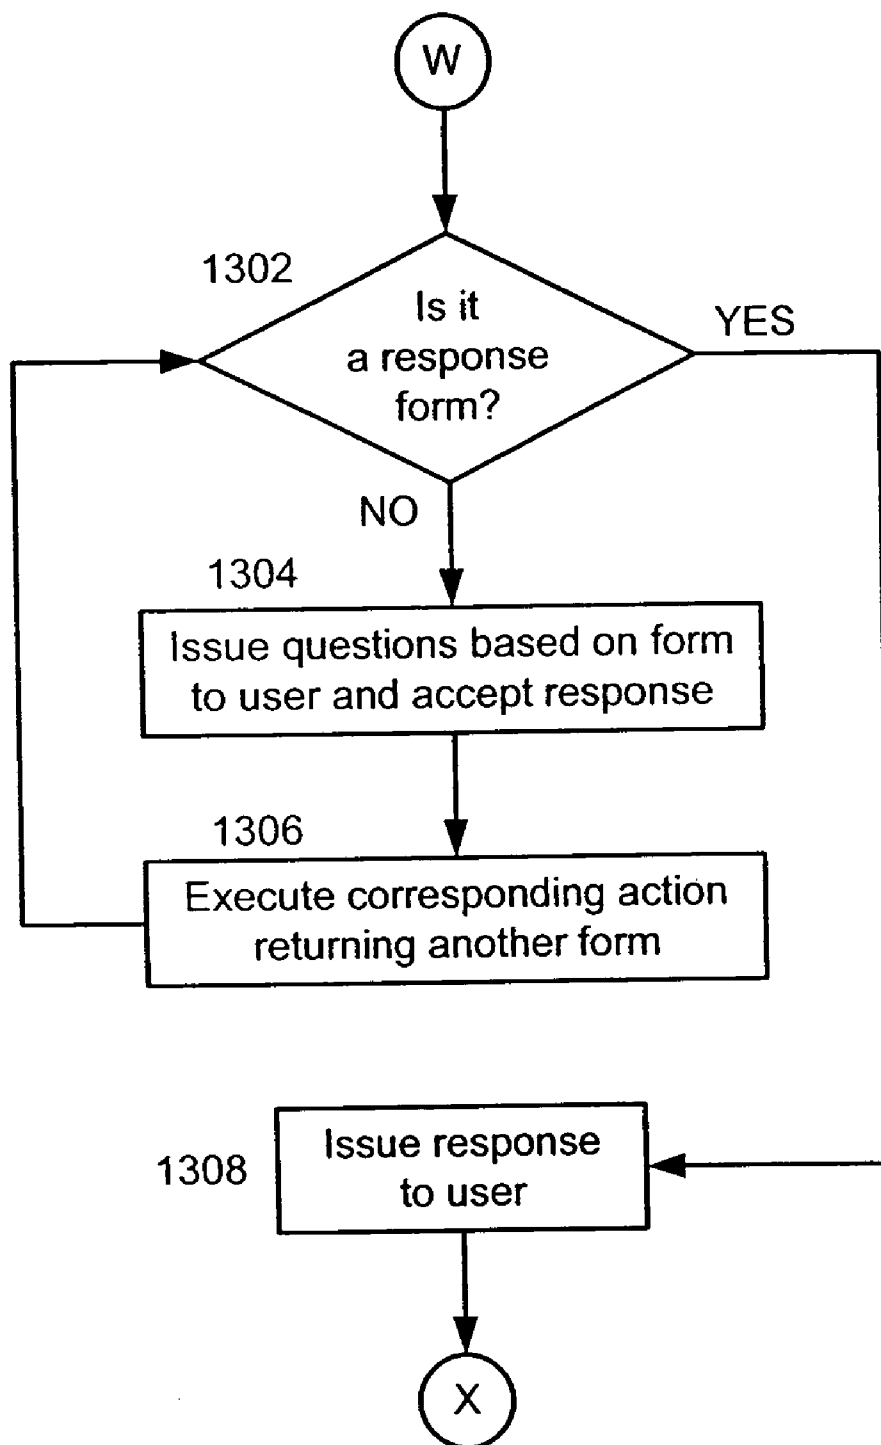 W
1302
Is it
a response
form?
YES
NO
1304
Issue questions based on form
to user and accept response
1306
Execute corresponding action
returning another form
1308
Issue response
to user
X